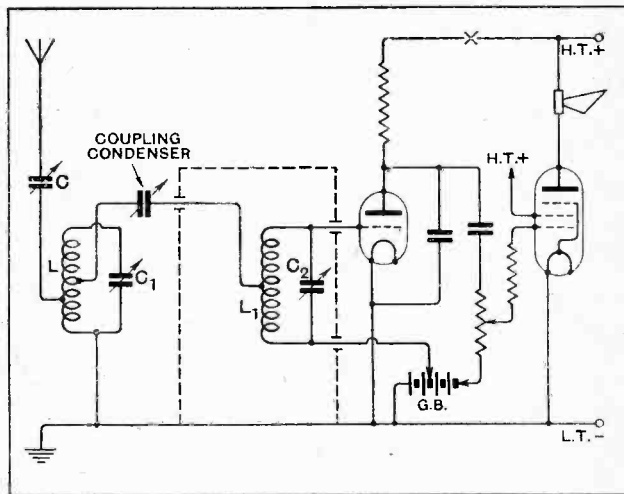 H.T.+
COUPLING
CONDENSER
C
H.T.+
L
C1
L1
C2
G.B.
L.T.-